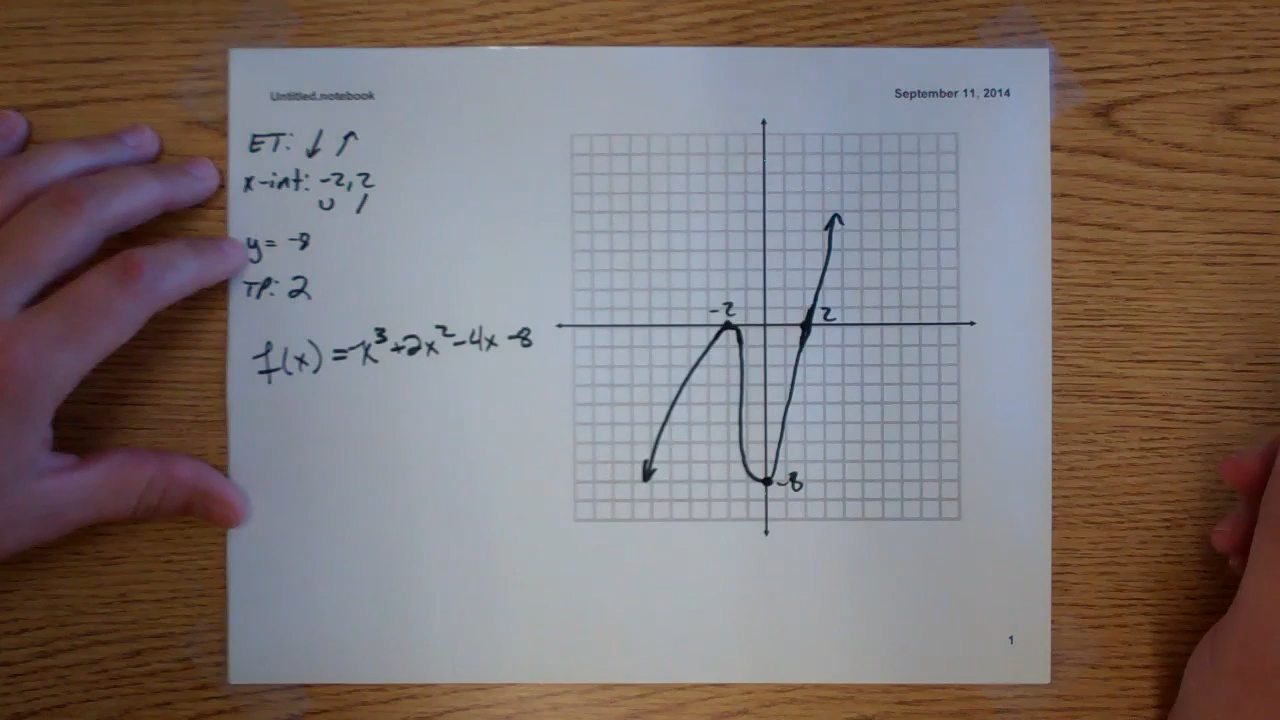 Untitled.notebook
September 11, 2014
ET: ↓ ↑
x-int: -2, 2
∪ /
y = -8
TP: 2
f(x) = x³+2x²-4x-8
-2
2
-8
1